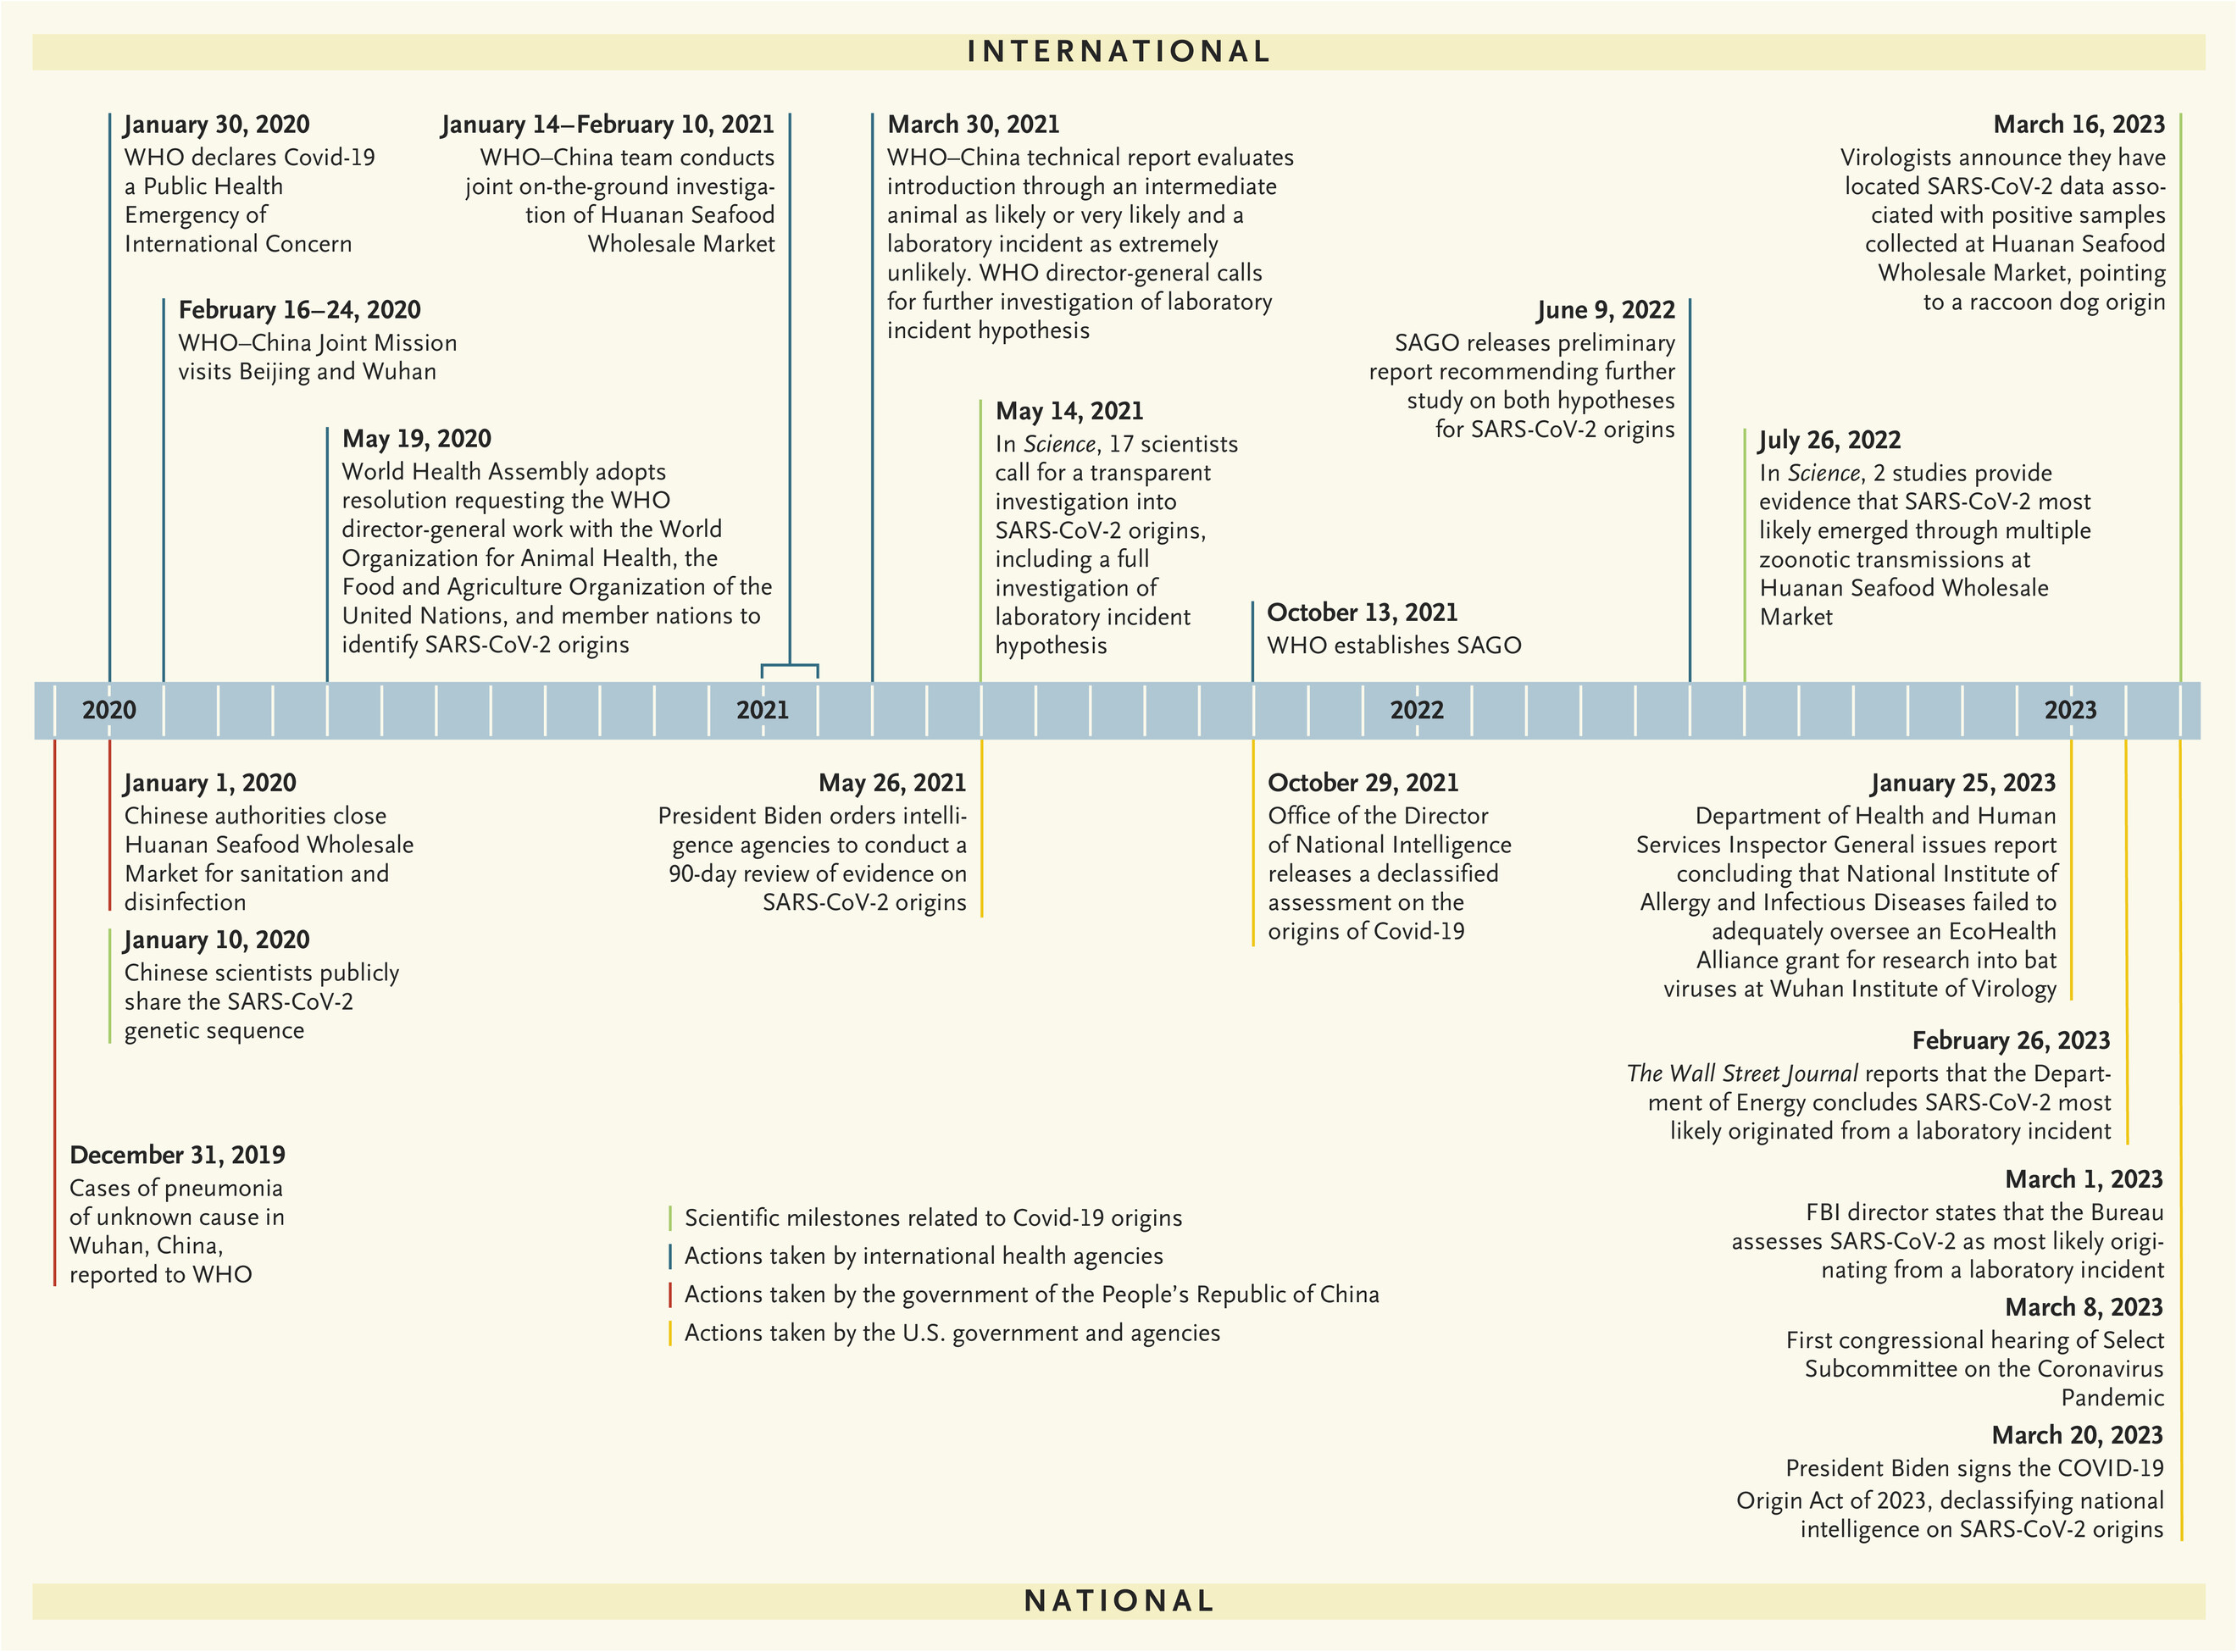 INTERNATIONAL
January 30, 2020
WHO declares Covid-19
a Public Health
Emergency of
International Concern
January 14–February 10, 2021
WHO–China team conducts
joint on-the-ground investiga-
tion of Huanan Seafood
Wholesale Market
March 30, 2021
WHO–China technical report evaluates
introduction through an intermediate
animal as likely or very likely and a
laboratory incident as extremely
unlikely. WHO director-general calls
for further investigation of laboratory
incident hypothesis
March 16, 2023
Virologists announce they have
located SARS-CoV-2 data asso-
ciated with positive samples
collected at Huanan Seafood
Wholesale Market, pointing
to a raccoon dog origin
February 16–24, 2020
WHO–China Joint Mission
visits Beijing and Wuhan
June 9, 2022
SAGO releases preliminary
report recommending further
study on both hypotheses
for SARS-CoV-2 origins
May 19, 2020
World Health Assembly adopts
resolution requesting the WHO
director-general work with the World
Organization for Animal Health, the
Food and Agriculture Organization of the
United Nations, and member nations to
identify SARS-CoV-2 origins
May 14, 2021
In Science, 17 scientists
call for a transparent
investigation into
SARS-CoV-2 origins,
including a full
investigation of
laboratory incident
hypothesis
July 26, 2022
In Science, 2 studies provide
evidence that SARS-CoV-2 most
likely emerged through multiple
zoonotic transmissions at
Huanan Seafood Wholesale
Market
October 13, 2021
WHO establishes SAGO
2020
2021
2022
2023
January 1, 2020
Chinese authorities close
Huanan Seafood Wholesale
Market for sanitation and
disinfection
January 10, 2020
Chinese scientists publicly
share the SARS-CoV-2
genetic sequence
December 31, 2019
Cases of pneumonia
of unknown cause in
Wuhan, China,
reported to WHO
May 26, 2021
President Biden orders intelli-
gence agencies to conduct a
90-day review of evidence on
SARS-CoV-2 origins
October 29, 2021
Office of the Director
of National Intelligence
releases a declassified
assessment on the
origins of Covid-19
January 25, 2023
Department of Health and Human
Services Inspector General issues report
concluding that National Institute of
Allergy and Infectious Diseases failed to
adequately oversee an EcoHealth
Alliance grant for research into bat
viruses at Wuhan Institute of Virology
February 26, 2023
The Wall Street Journal reports that the Depart-
ment of Energy concludes SARS-CoV-2 most
likely originated from a laboratory incident
March 1, 2023
FBI director states that the Bureau
assesses SARS-CoV-2 as most likely origi-
nating from a laboratory incident
March 8, 2023
First congressional hearing of Select
Subcommittee on the Coronavirus
Pandemic
March 20, 2023
President Biden signs the COVID-19
Origin Act of 2023, declassifying national
intelligence on SARS-CoV-2 origins
Scientific milestones related to Covid-19 origins
Actions taken by international health agencies
Actions taken by the government of the People’s Republic of China
Actions taken by the U.S. government and agencies
NATIONAL